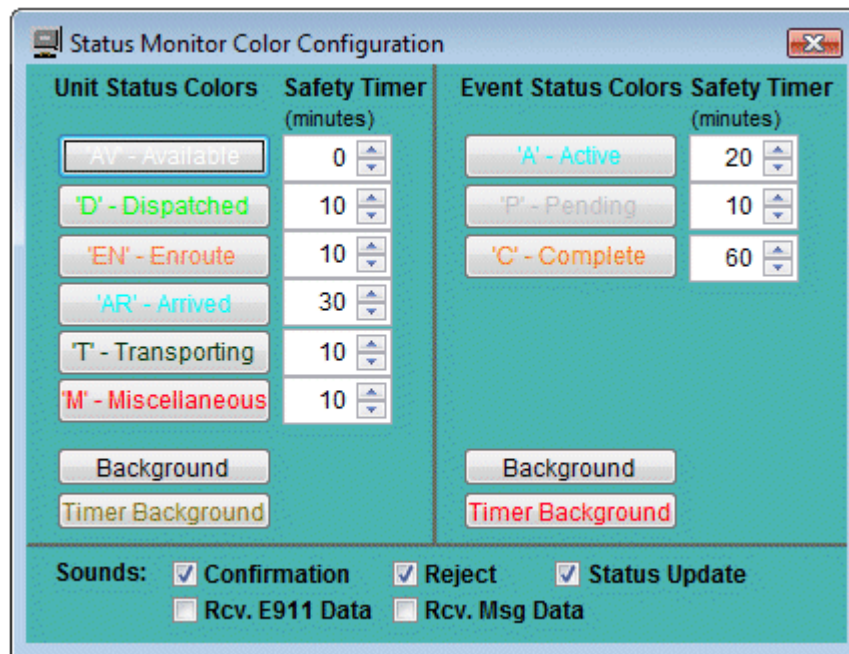 Status Monitor Color Configuration
Unit Status Colors Safety Timer Event Status Colors Safety Timer
(minutes) (minutes)
'AV' - Available 0 'A' - Active 20
'D' - Dispatched 10 'P' - Pending 10
'EN' - Enroute 10 'C' - Complete 60
'AR' - Arrived 30
'T' - Transporting 10
'M' - Miscellaneous 10
Background Background
Timer Background Timer Background
Sounds: Confirmation Reject Status Update
Rcv. E911 Data Rcv. Msg Data